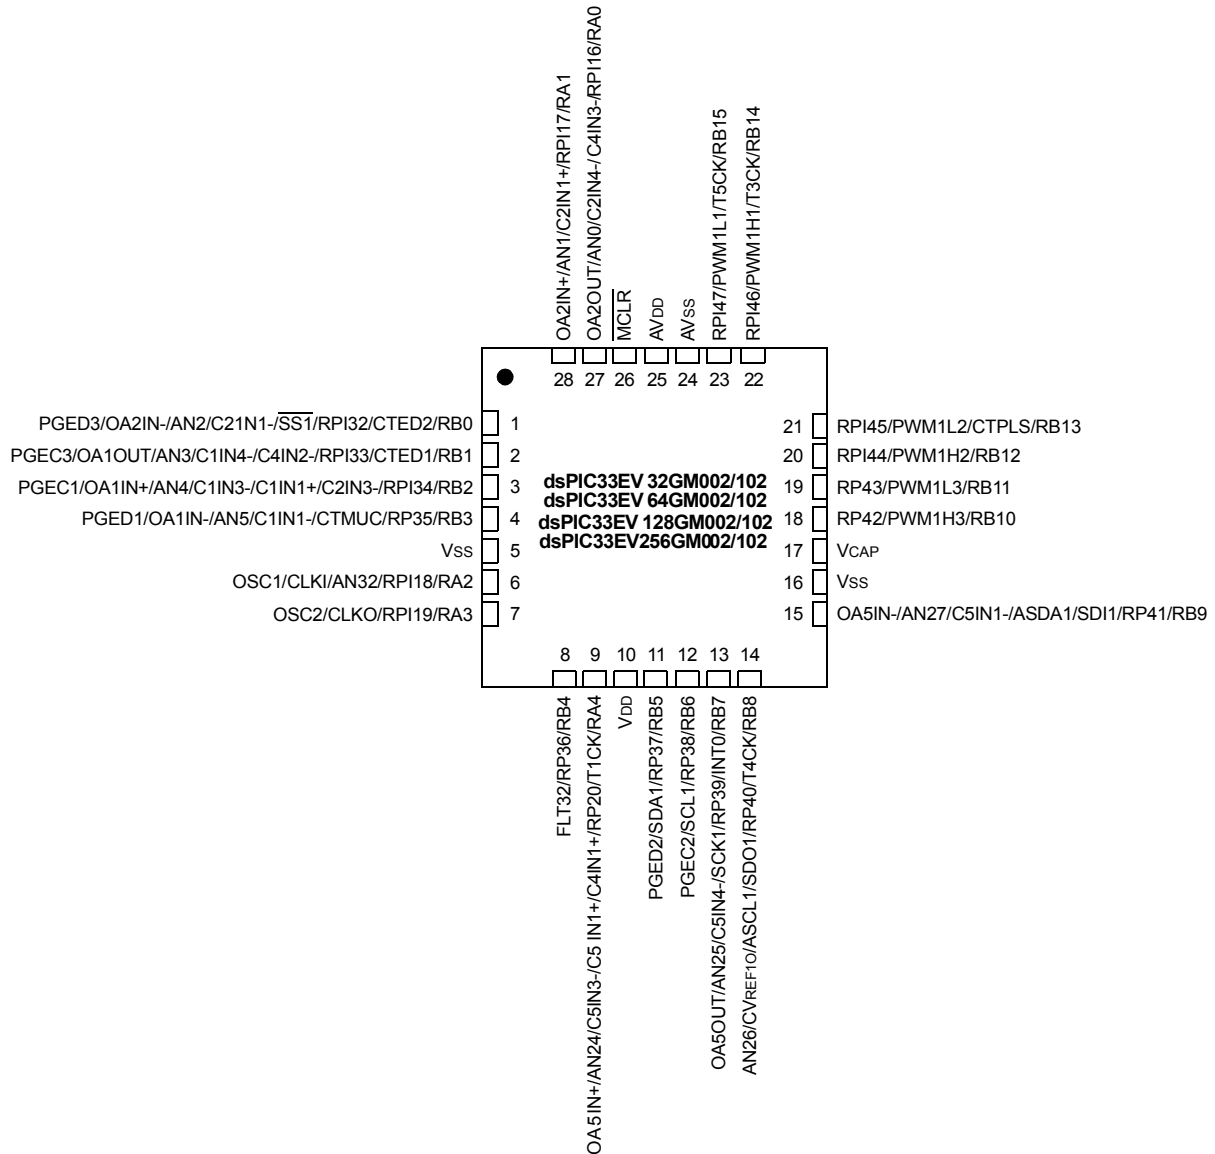 OA2IN+/AN1/C2IN1+/RPI17/RA1
OA2OUT/AN0/C2IN4-/C4IN3-/RPI16/RA0
MCLR
AVDD
AVSS
RPI47/PWM1L1/T5CK/RB15
RPI46/PWM1H1/T3CK/RB14
28 27 26 25 24 23 22
PGED3/OA2IN-/AN2/C21N1-/SS1/RPI32/CTED2/RB0 1
PGEC3/OA1OUT/AN3/C1IN4-/C4IN2-/RPI33/CTED1/RB1 2
PGEC1/OA1IN+/AN4/C1IN3-/C1IN1+/C2IN3-/RPI34/RB2 3
PGED1/OA1IN-/AN5/C1IN1-/CTMUC/RP35/RB3 4
VSS 5
OSC1/CLKI/AN32/RPI18/RA2 6
OSC2/CLKO/RPI19/RA3 7
dsPIC33EV 32GM002/102
dsPIC33EV 64GM002/102
dsPIC33EV 128GM002/102
dsPIC33EV256GM002/102
21 RPI45/PWM1L2/CTPLS/RB13
20 RPI44/PWM1H2/RB12
19 RP43/PWM1L3/RB11
18 RP42/PWM1H3/RB10
17 VCAP
16 VSS
15 OA5IN-/AN27/C5IN1-/ASDA1/SDI1/RP41/RB9
8 9 10 11 12 13 14
FLT32/RP36/RB4
OA5IN+/AN24/C5IN3-/C5 IN1+/C4IN1+/RP20/T1CK/RA4
VDD
PGED2/SDA1/RP37/RB5
PGEC2/SCL1/RP38/RB6
OA5OUT/AN25/C5IN4-/SCK1/RP39/INT0/RB7
AN26/CVREF1O/ASCL1/SDO1/RP40/T4CK/RB8